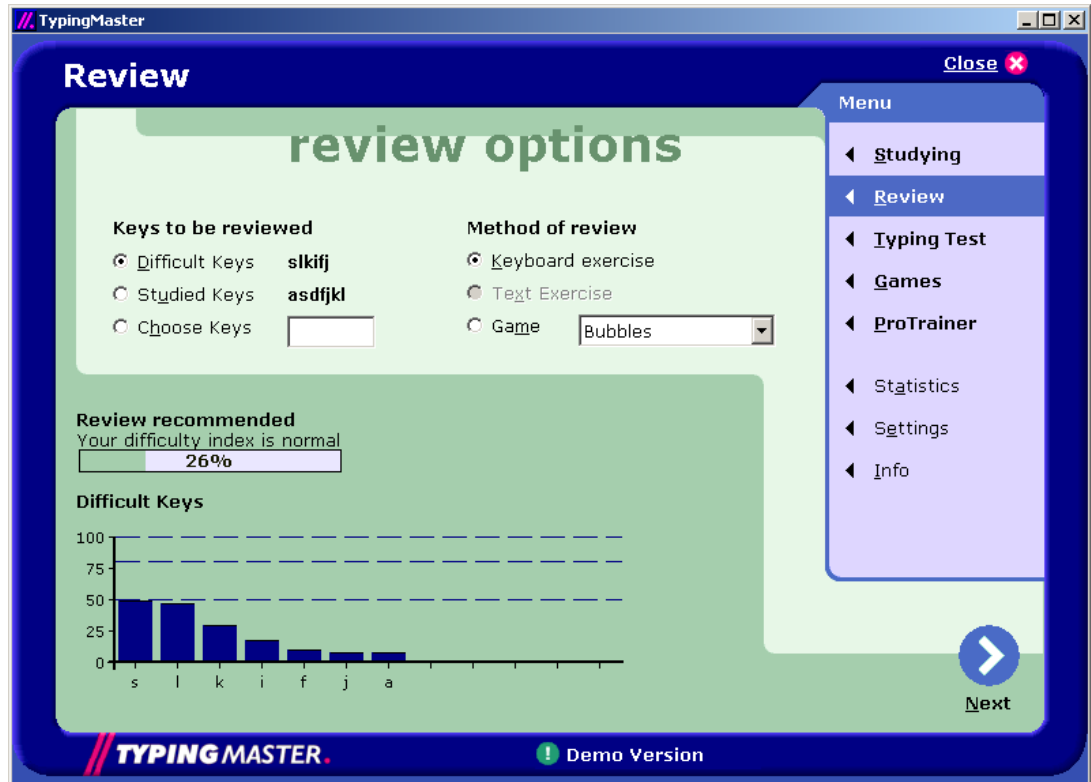 TypingMaster
Review
Close
Menu
Studying
Review
Typing Test
Games
ProTrainer
Statistics
Settings
Info
review options
Keys to be reviewed
Difficult Keys slkifj
Studied Keys asdfjkl
Choose Keys
Method of review
Keyboard exercise
Text Exercise
Game Bubbles
Review recommended
Your difficulty index is normal
26%
Difficult Keys
100
75
50
25
0
s l k i f j a
Next
TYPING MASTER.
! Demo Version